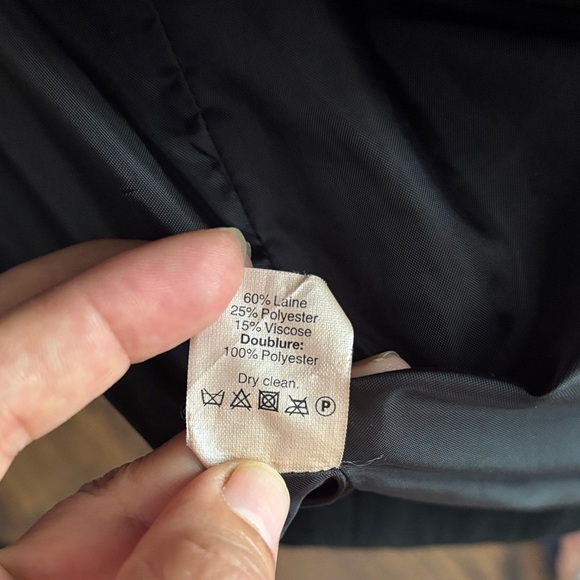 60% Laine
25% Polyester
15% Viscose
Doublure:
100% Polyester
Dry clean.
P